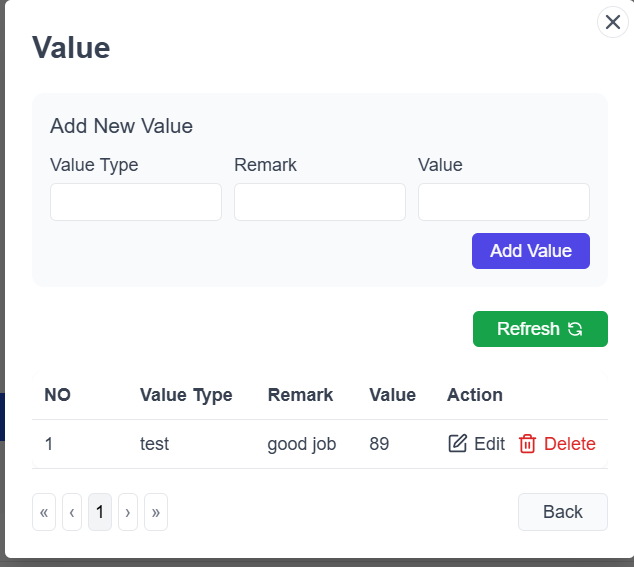 Value
Add New Value
Value Type Remark Value
Add Value
Refresh
NO Value Type Remark Value Action
1 test good job 89 Edit Delete
« ‹ 1 › » Back